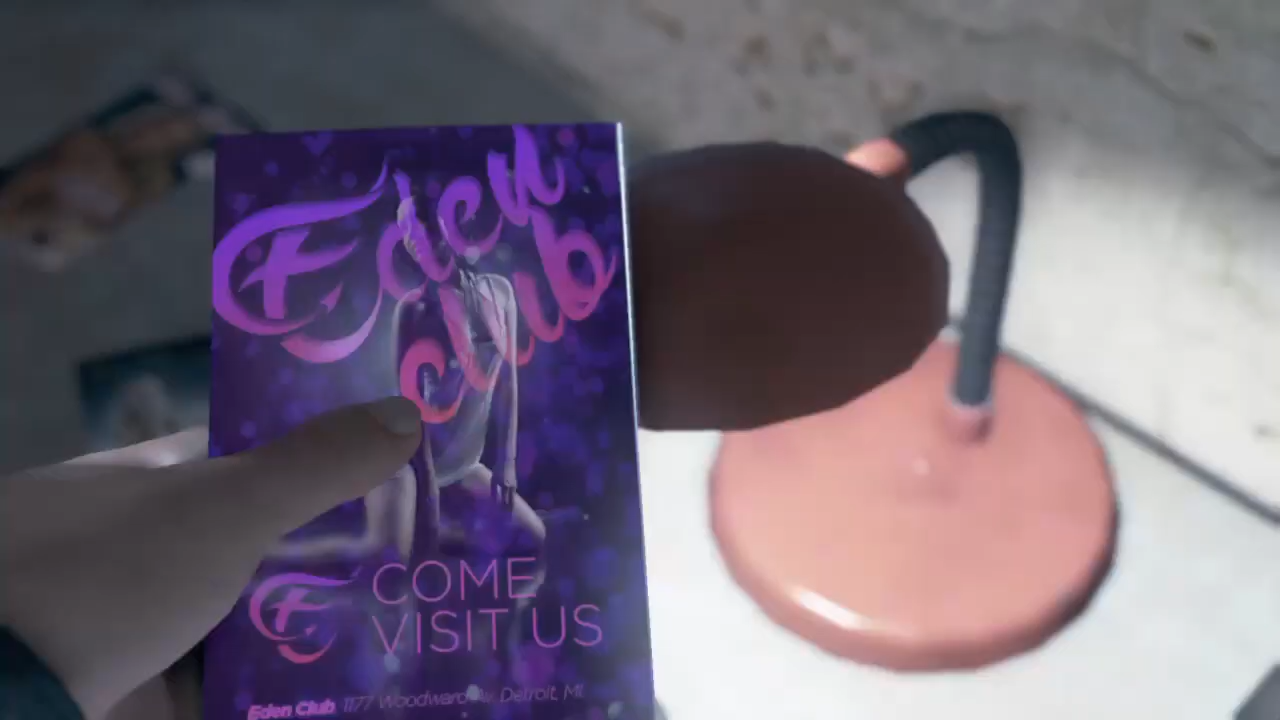 Eden
club
COME
VISIT US
Eden Club 1177 Woodward Av. Detroit, MI